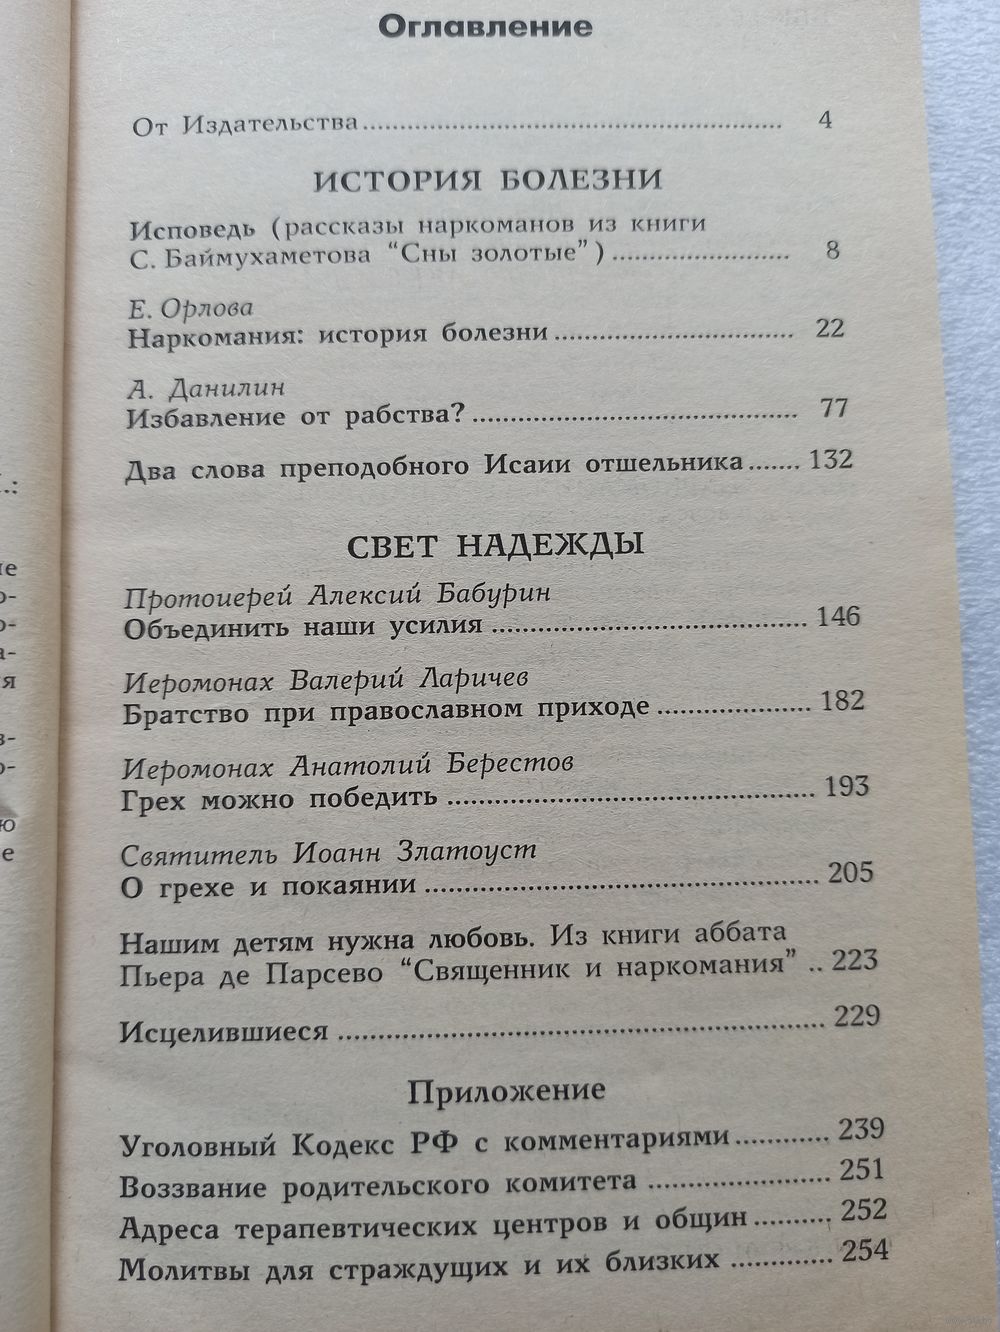 Оглавление
От Издательства.......................................................... 4
ИСТОРИЯ БОЛЕЗНИ
Исповедь (рассказы наркоманов из книги
С. Баймухаметова “Сны золотые”)........................ 8
Е. Орлова
Наркомания: история болезни................................ 22
А. Данилин
Избавление от рабства?........................................... 77
Два слова преподобного Исаии отшельника....... 132
СВЕТ НАДЕЖДЫ
Протоиерей Алексий Бабурин
Объединить наши усилия.......................................... 146
Иеромонах Валерий Ларичев
Братство при православном приходе.................... 182
Иеромонах Анатолий Берестов
Грех можно победить................................................ 193
Святитель Иоанн Златоуст
О грехе и покаянии.................................................... 205
Нашим детям нужна любовь. Из книги аббата
Пьера де Парсево “Священник и наркомания” .. 223
Исцелившиеся............................................................. 229
Приложение
Уголовный Кодекс РФ с комментариями............ 239
Воззвание родительского комитета....................... 251
Адреса терапевтических центров и общин.......... 252
Молитвы для страждущих и их близких............. 254